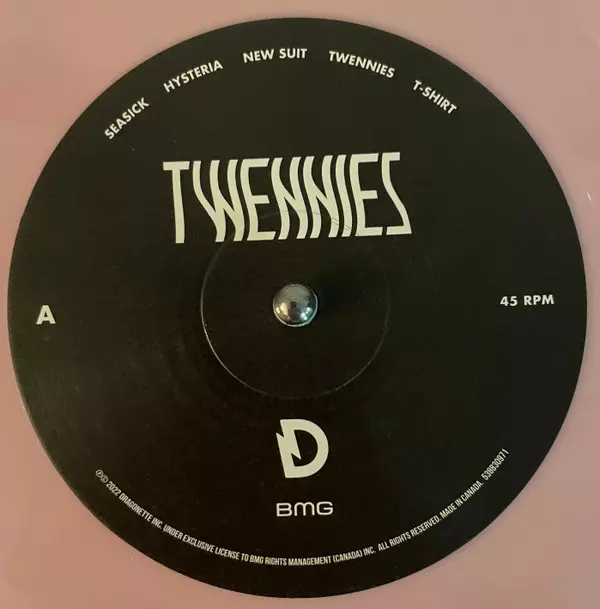 SEASICK HYSTERIA NEW SUIT TWENNIES T-SHIRT
TWENNIES
A
45 RPM
D
BMG
℗© 2022 DRAGONETTE INC. UNDER EXCLUSIVE LICENSE TO BMG RIGHTS MANAGEMENT (CANADA) INC. ALL RIGHTS RESERVED. MADE IN CANADA. 538830971